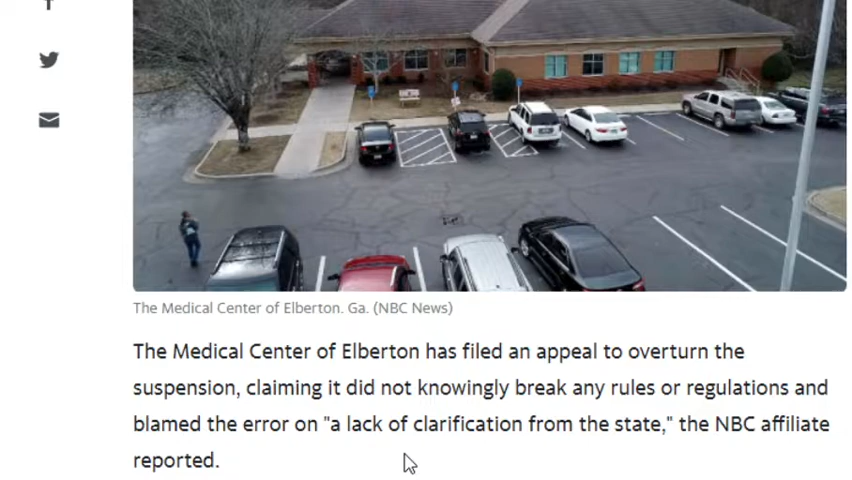 The Medical Center of Elberton. Ga. (NBC News)
The Medical Center of Elberton has filed an appeal to overturn the
suspension, claiming it did not knowingly break any rules or regulations and
blamed the error on "a lack of clarification from the state," the NBC affiliate
reported.